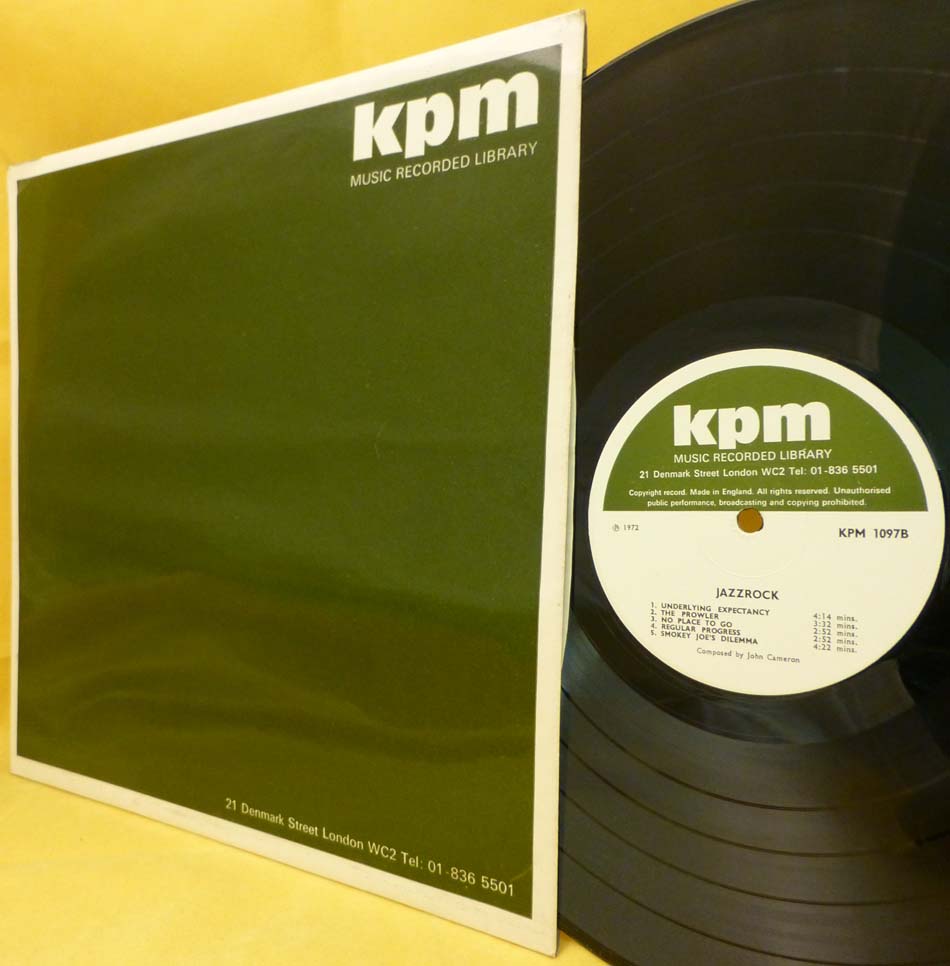 kpm
MUSIC RECORDED LIBRARY
21 Denmark Street London WC2 Tel: 01-836 5501
kpm
MUSIC RECORDED LIBRARY
21 Denmark Street London WC2 Tel: 01-836 5501
Copyright record. Made in England. All rights reserved. Unauthorised
public performance, broadcasting and copying prohibited.
℗ 1972
KPM 1097B
JAZZROCK
1. UNDERLYING EXPECTANCY 4:14 mins.
2. THE PROWLER 3:32 mins.
3. NO PLACE TO GO 2:52 mins.
4. REGULAR PROGRESS 2:52 mins.
5. SMOKEY JOE'S DILEMMA 4:22 mins.
Composed by John Cameron